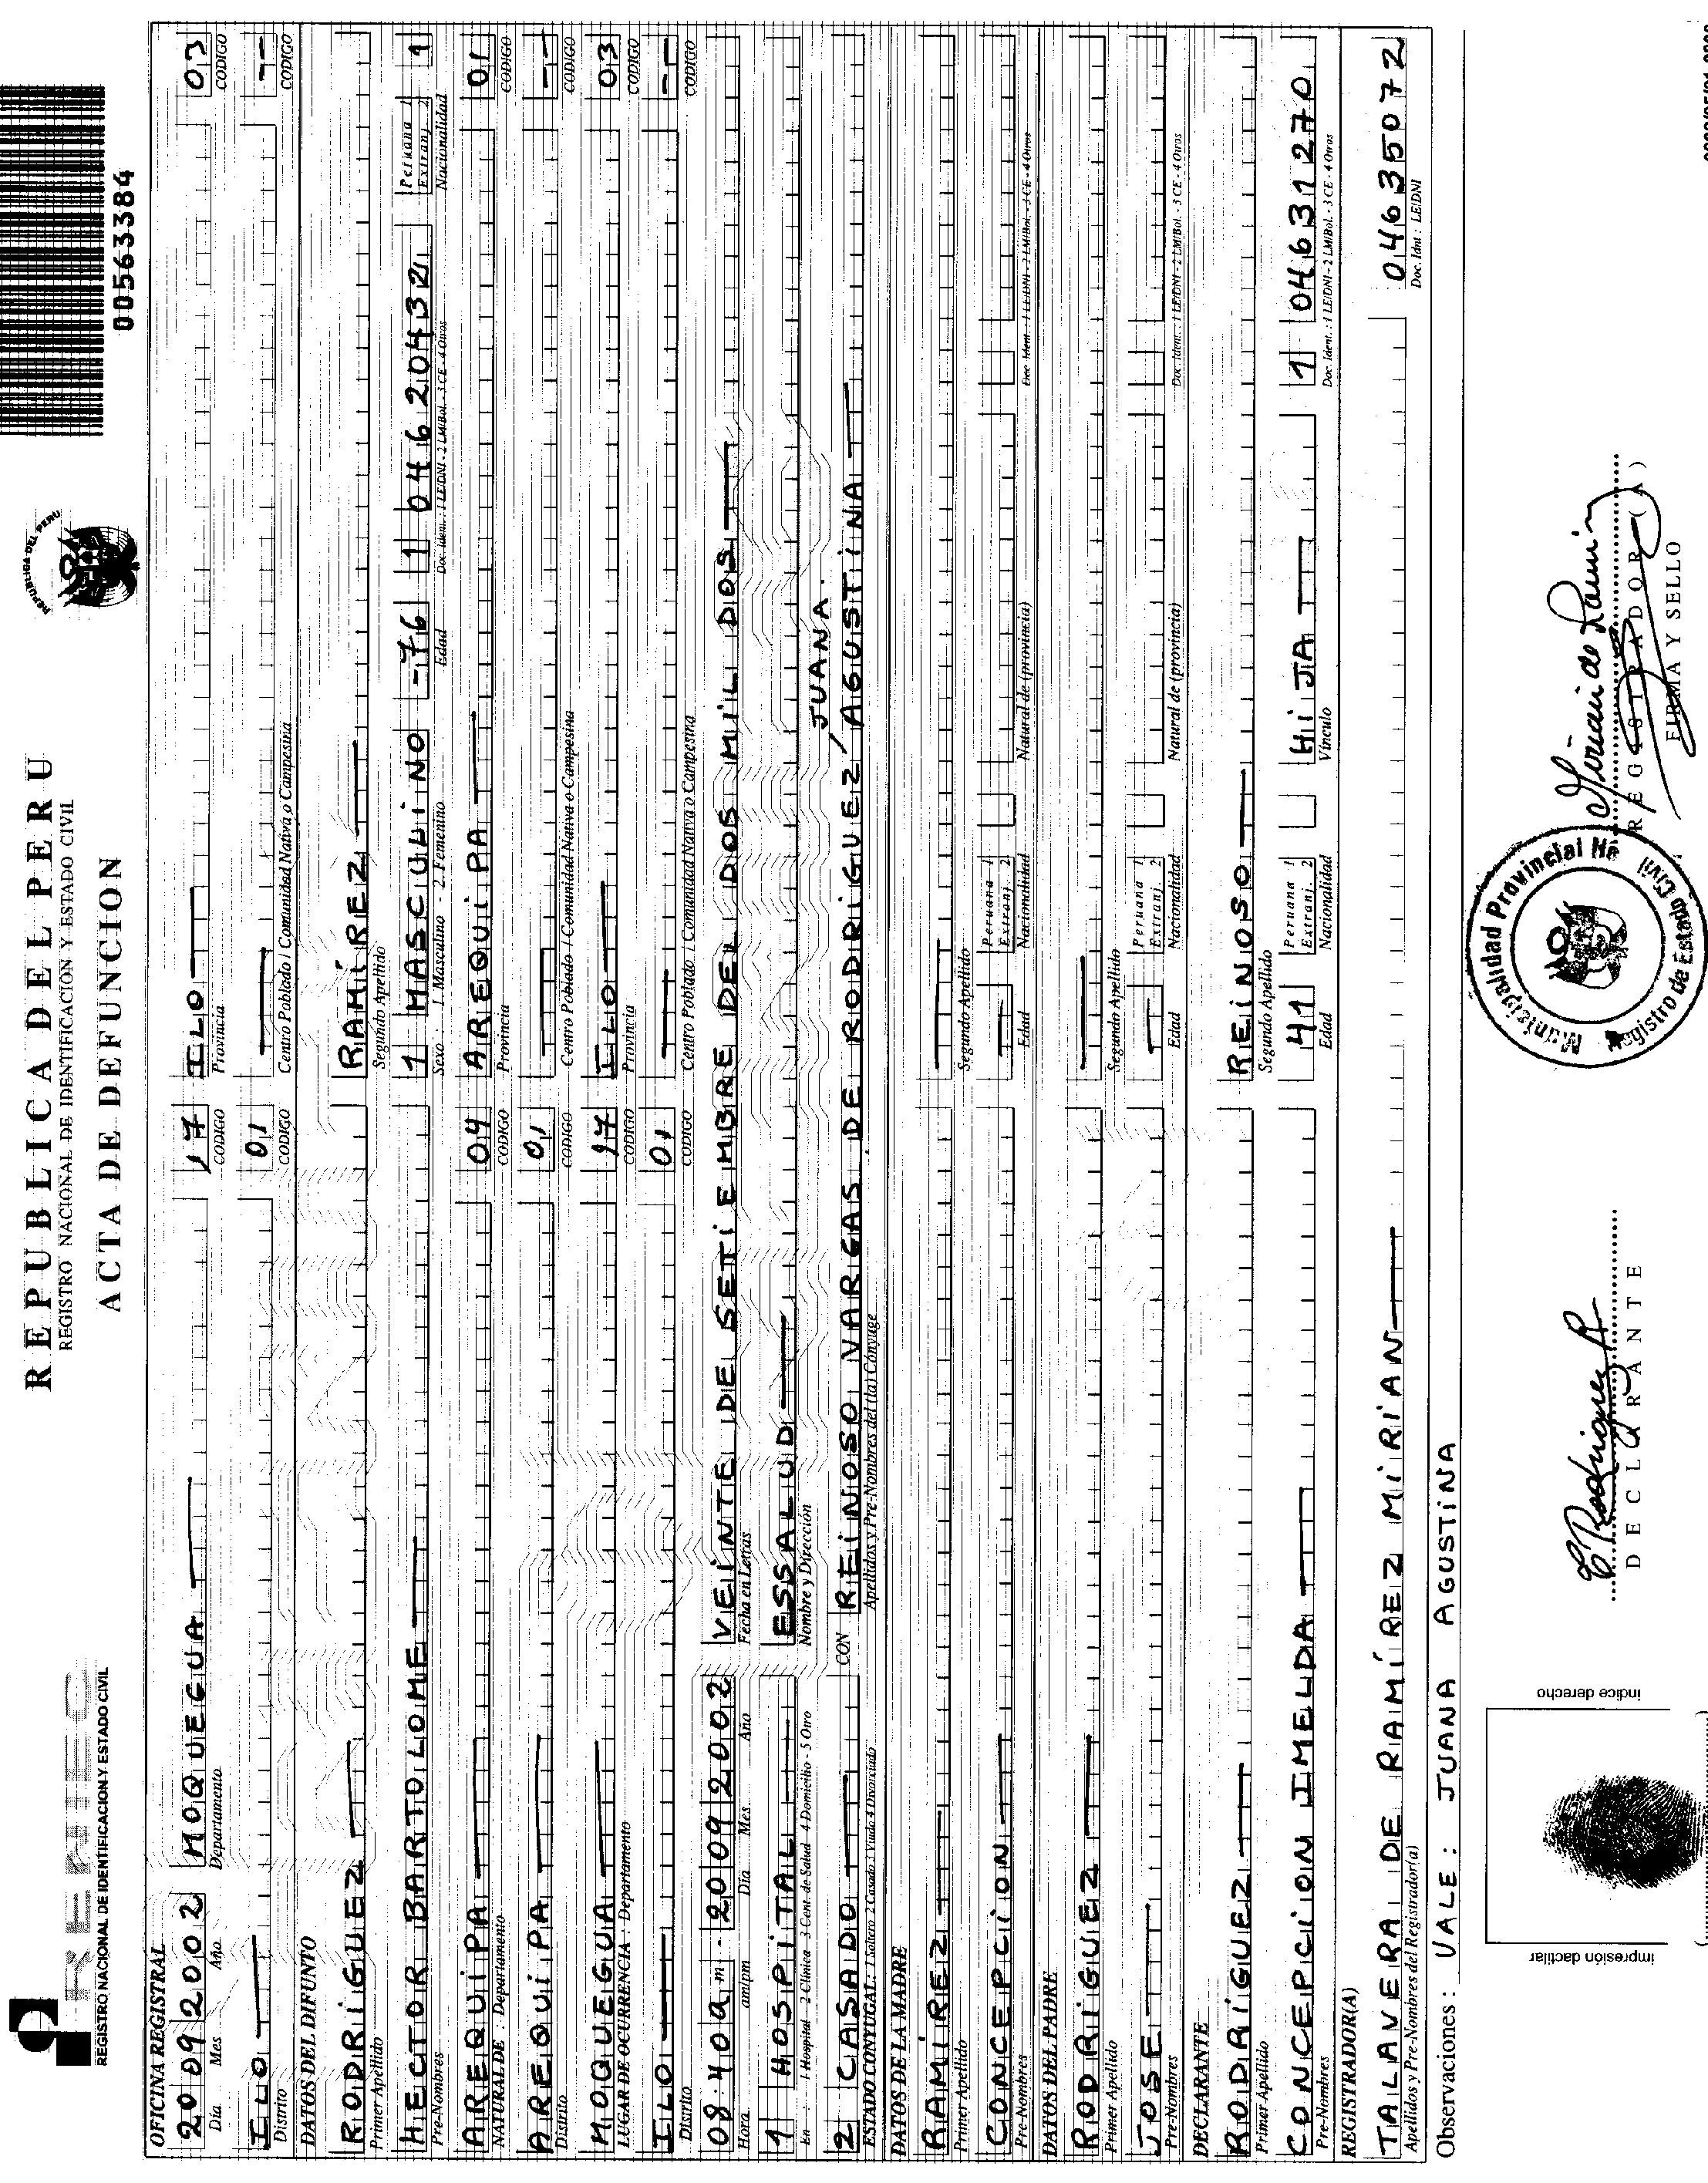 RENIEC
REGISTRO NACIONAL DE IDENTIFICACION Y ESTADO CIVIL
REPUBLICA DEL PERU
REGISTRO NACIONAL DE IDENTIFICACION Y ESTADO CIVIL
ACTA DE DEFUNCION
REPUBLICA DEL PERU
00563384
OFICINA REGISTRAL
20 09 2002 MOQUEGUA 17 ILO 03
Día Mes Año Departamento CODIGO Provincia CODIGO
ILO 01 --
Distrito CODIGO Centro Poblado / Comunidad Nativa o Campesina CODIGO
DATOS DEL DIFUNTO
RODRIGUEZ RAMÍREZ
Primer Apellido Segundo Apellido
HECTOR BARTOLOME 1 MASCULINO -76 1 04620432 Peruana 1 Extranj 2 1
Pre-Nombres Sexo : 1. Masculino - 2. Femenino Edad Doc. Ident. : 1 LE/DNI - 2 LM/Bol. - 3 CE - 4 Otros Nacionalidad
AREQUIPA 04 AREQUIPA 01
NATURAL DE : Departamento CODIGO Provincia CODIGO
AREQUIPA 01 --
Distrito CODIGO Centro Poblado / Comunidad Nativa o Campesina CODIGO
MOQUEGUA 17 ILO 03
LUGAR DE OCURRENCIA : Departamento CODIGO Provincia CODIGO
ILO 01 --
Distrito CODIGO Centro Poblado / Comunidad Nativa o Campesina CODIGO
08:40 am. 20 09 2002 VEINTE DE SETIEMBRE DEL DOS MIL DOS
Hora am/pm Día Mes Año Fecha en Letras
1 HOSPITAL ESSALUD
En : 1 Hospital 2 Clínica 3 Cent. de Salud 4 Domicilio - 5 Otro Nombre y Dirección
JUANA.
2 CASADO CON REINOSO VARGAS DE RODRIGUEZ / AGUSTINA
ESTADO CONYUGAL: 1 Soltero 2 Casado 3 Viudo 4 Divorciado Apellidos y Pre-Nombres del (la) Cónyuge
DATOS DE LA MADRE
RAMÍREZ
Primer Apellido Segundo Apellido
CONCEPCION Peruana 1 Extranj. 2
Pre-Nombres Edad Nacionalidad Natural de (provincia) Doc. Ident. : 1 LE/DNI - 2 LM/Bol. - 3 CE - 4 Otros
DATOS DEL PADRE
RODRIGUEZ
Primer Apellido Segundo Apellido
JOSE Peruana 1 Extranj. 2
Pre-Nombres Edad Nacionalidad Natural de (provincia) Doc. Ident. : 1 LE/DNI - 2 LM/Bol. - 3 CE - 4 Otros
DECLARANTE
RODRIGUEZ REINOSO
Primer Apellido Segundo Apellido
CONCEPCION IMELDA 41 Peruana 1 Extranj. 2 HIJA 1 04631270
Pre-Nombres Edad Nacionalidad Vínculo Doc. Ident. : 1 LE/DNI - 2 LM/Bol. - 3 CE - 4 Otros
REGISTRADOR(A)
TALAVERA DE RAMÍREZ MIRIAN 04635072
Apellidos y Pre-Nombres del Registrador(a) Doc. Idnt : LE/DNI
Observaciones : VALE : JUANA AGUSTINA
impresión dactilar
índice derecho
C Rodriguez R
DECLARANTE
Municipalidad Provincial
Registro de Estado Civil
REGISTRADOR(A)
FIRMA Y SELLO